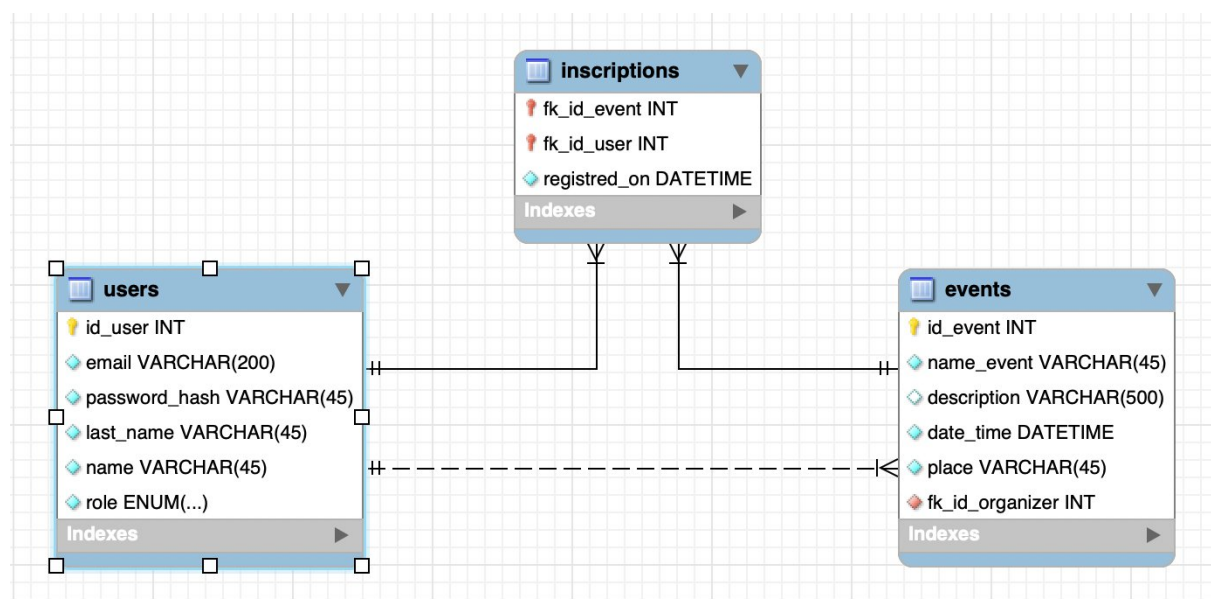 inscriptions
fk_id_event INT
fk_id_user INT
registred_on DATETIME
Indexes
users
id_user INT
email VARCHAR(200)
password_hash VARCHAR(45)
last_name VARCHAR(45)
name VARCHAR(45)
role ENUM(...)
Indexes
events
id_event INT
name_event VARCHAR(45)
description VARCHAR(500)
date_time DATETIME
place VARCHAR(45)
fk_id_organizer INT
Indexes